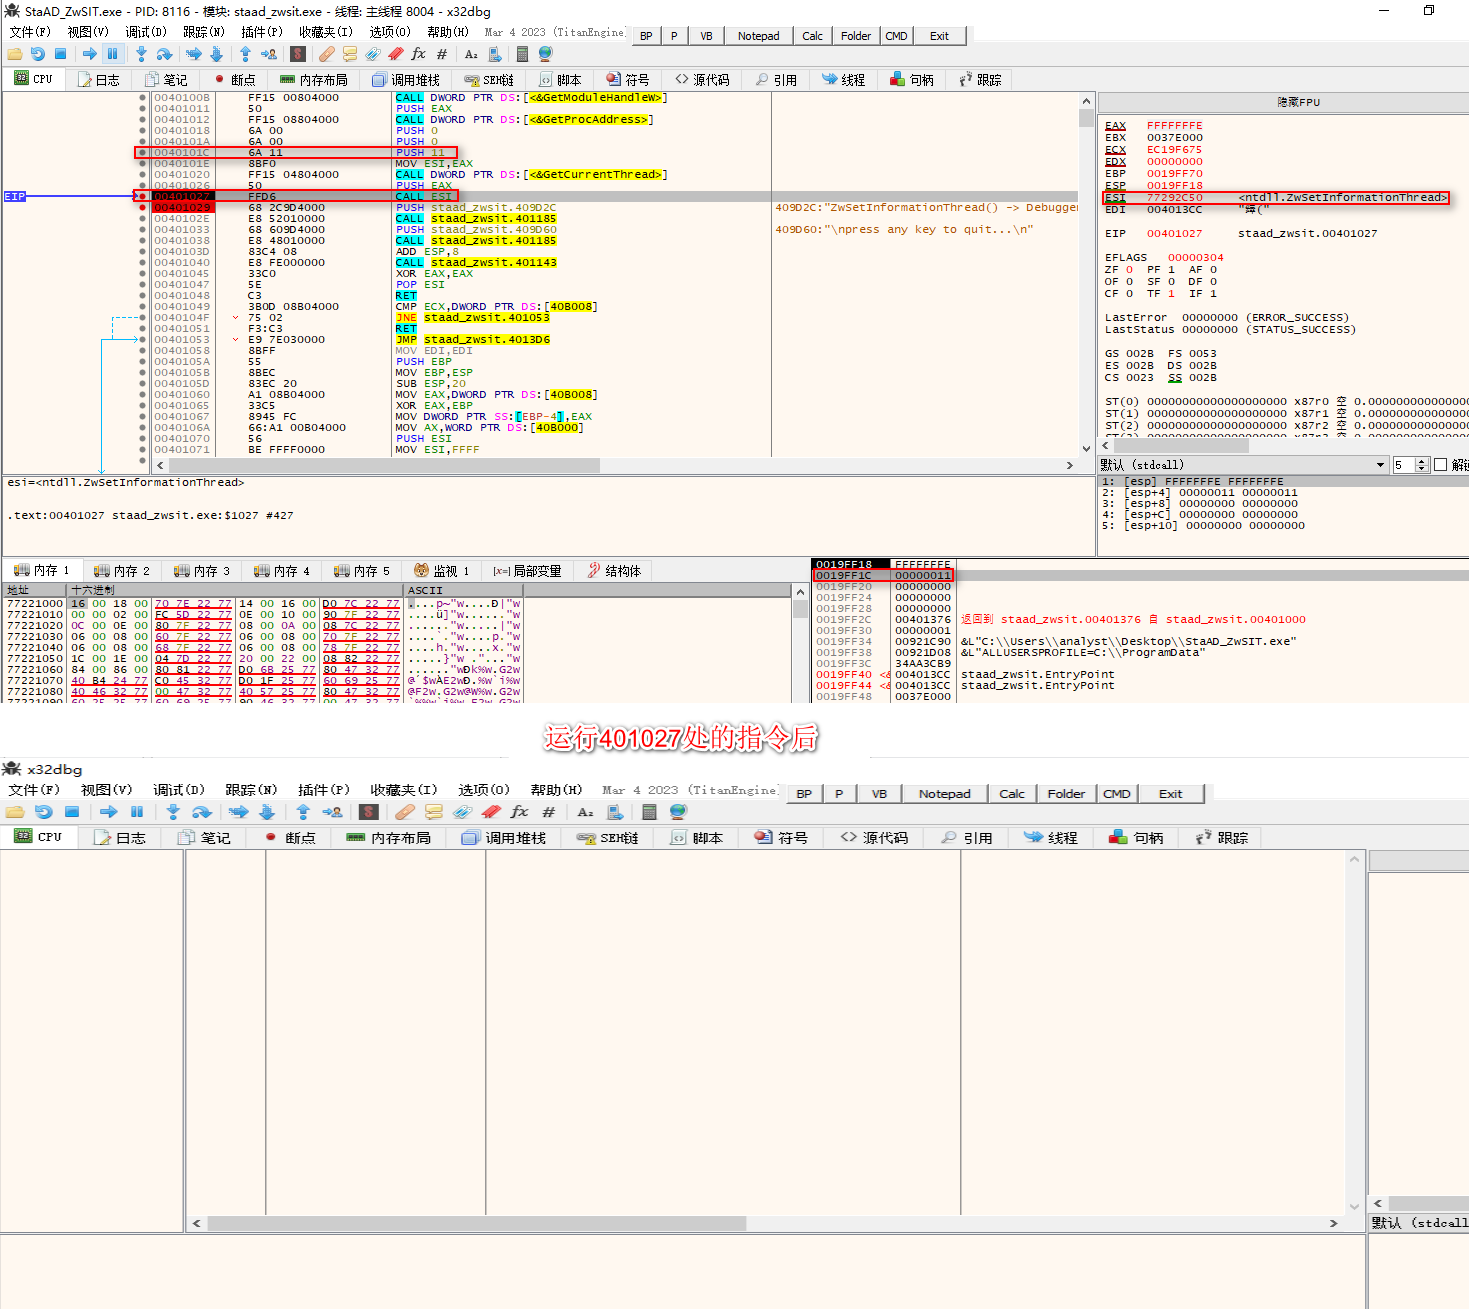 StaAD_ZwSIT.exe - PID: 8116 - 模块: staad_zwsit.exe - 线程: 主线程 8004 - x32dbg
文件(F) 视图(V) 调试(D) 跟踪(N) 插件(P) 收藏夹(I) 选项(O) 帮助(H) Mar 4 2023 (TitanEngine) BP P VB Notepad Calc Folder CMD Exit
CPU 日志 笔记 断点 内存布局 调用堆栈 SEH链 脚本 符号 源代码 引用 线程 句柄 跟踪
0040100B FF15 00804000 CALL DWORD PTR DS:[<&GetModuleHandleW>]
00401011 50 PUSH EAX
00401012 FF15 08804000 CALL DWORD PTR DS:[<&GetProcAddress>]
00401018 6A 00 PUSH 0
0040101A 6A 00 PUSH 0
0040101C 6A 11 PUSH 11
0040101E 8BF0 MOV ESI,EAX
00401020 FF15 04804000 CALL DWORD PTR DS:[<&GetCurrentThread>]
00401026 50 PUSH EAX
EIP 00401027 FFD6 CALL ESI
00401029 68 2C9D4000 PUSH staad_zwsit.409D2C 409D2C:"ZwSetInformationThread() -> Debugger
0040102E E8 52010000 CALL staad_zwsit.401185
00401033 68 609D4000 PUSH staad_zwsit.409D60 409D60:"\npress any key to quit...\n"
00401038 E8 48010000 CALL staad_zwsit.401185
0040103D 83C4 08 ADD ESP,8
00401040 E8 FE000000 CALL staad_zwsit.401143
00401045 33C0 XOR EAX,EAX
00401047 5E POP ESI
00401048 C3 RET
00401049 3B0D 08B04000 CMP ECX,DWORD PTR DS:[40B008]
0040104F 75 02 JNE staad_zwsit.401053
00401051 F3:C3 RET
00401053 E9 7E030000 JMP staad_zwsit.4013D6
00401058 8BFF MOV EDI,EDI
0040105A 55 PUSH EBP
0040105B 8BEC MOV EBP,ESP
0040105D 83EC 20 SUB ESP,20
00401060 A1 08B04000 MOV EAX,DWORD PTR DS:[40B008]
00401065 33C5 XOR EAX,EBP
00401067 8945 FC MOV DWORD PTR SS:[EBP-4],EAX
0040106A 66:A1 00B04000 MOV AX,WORD PTR DS:[40B000]
00401070 56 PUSH ESI
00401071 BE FFFF0000 MOV ESI,FFFF
隐藏FPU
EAX FFFFFFFE
EBX 0037E000
ECX EC19F675
EDX 00000000
EBP 0019FF70
ESP 0019FF18
ESI 77292C50 <ntdll.ZwSetInformationThread>
EDI 004013CC
EIP 00401027 staad_zwsit.00401027
EFLAGS 00000304
ZF 0 PF 1 AF 0
OF 0 SF 0 DF 0
CF 0 TF 1 IF 1
LastError 00000000 (ERROR_SUCCESS)
LastStatus 00000000 (STATUS_SUCCESS)
GS 002B FS 0053
ES 002B DS 002B
CS 0023 SS 002B
ST(0) 00000000000000000000 x87r0 空 0.0000000000000
ST(1) 00000000000000000000 x87r1 空 0.0000000000000
ST(2) 00000000000000000000 x87r2 空 0.0000000000000
默认 (stdcall) 5
1: [esp] FFFFFFFE FFFFFFFE
2: [esp+4] 00000011 00000011
3: [esp+8] 00000000 00000000
4: [esp+C] 00000000 00000000
5: [esp+10] 00000000 00000000
esi=<ntdll.ZwSetInformationThread>
.text:00401027 staad_zwsit.exe:$1027 #427
内存 1 内存 2 内存 3 内存 4 内存 5 监视 1 [x=] 局部变量 结构体
地址 十六进制 ASCII
77221000 16 00 18 00 70 7E 22 77 14 00 16 00 D0 7C 22 77 ....p~"w....Ð|"w
77221010 00 00 02 00 FC 5D 22 77 0E 00 10 00 90 7F 22 77 ....ü]"w......"w
77221020 0C 00 0E 00 80 7F 22 77 08 00 0A 00 08 7C 22 77 ......"w.....|"w
77221030 06 00 08 00 60 7F 22 77 06 00 08 00 70 7F 22 77 ....`."w....p."w
77221040 06 00 08 00 68 7F 22 77 06 00 08 00 78 7F 22 77 ....h."w....x."w
77221050 1C 00 1E 00 04 7D 22 77 20 00 22 00 08 82 22 77 .....}"w ."..."w
77221060 84 00 86 00 80 81 22 77 D0 6B 25 77 80 47 32 77 ......"wÐk%w.G2w
77221070 40 B4 24 77 C0 45 32 77 D0 1F 25 77 60 69 25 77 @´$wÀE2wÐ.%w`i%w
77221080 40 46 32 77 00 47 32 77 40 57 25 77 80 47 32 77 @F2w.G2w@W%w.G2w
77221090 60 25 25 77 60 69 25 77 90 46 32 77 00 47 32 77 `%%w`i%w.F2w.G2w
0019FF18 FFFFFFFE
0019FF1C 00000011
0019FF20 00000000
0019FF24 00000000
0019FF28 00000000
0019FF2C 00401376 返回到 staad_zwsit.00401376 自 staad_zwsit.00401000
0019FF30 00000001
0019FF34 00921C90 &L"C:\\Users\\analyst\\Desktop\\StaAD_ZwSIT.exe"
0019FF38 00921D08 &L"ALLUSERSPROFILE=C:\\ProgramData"
0019FF3C 34AA3CB9
0019FF40 <& 004013CC staad_zwsit.EntryPoint
0019FF44 <& 004013CC staad_zwsit.EntryPoint
0019FF48 0037E000
运行401027处的指令后
x32dbg
文件(F) 视图(V) 调试(D) 跟踪(N) 插件(P) 收藏夹(I) 选项(O) 帮助(H) Mar 4 2023 (TitanEngine) BP P VB Notepad Calc Folder CMD Exit
CPU 日志 笔记 断点 内存布局 调用堆栈 SEH链 脚本 符号 源代码 引用 线程 句柄 跟踪
默认 (stdcall